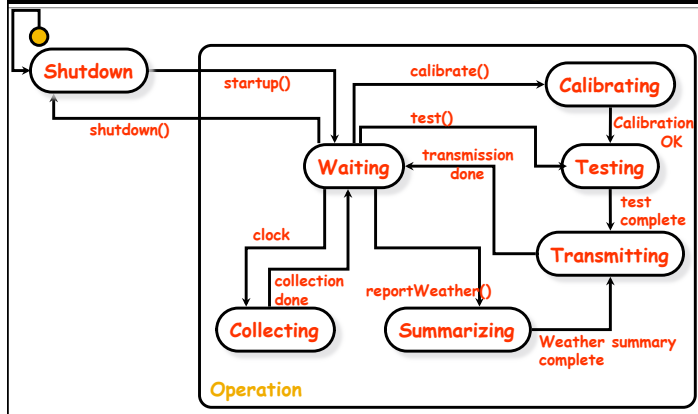 Shutdown
startup()
shutdown()
calibrate()
Calibrating
test()
Calibration
OK
Waiting
transmission
done
Testing
test
complete
clock
Transmitting
collection
done
reportWeather()
Collecting
Summarizing
Weather summary
complete
Operation